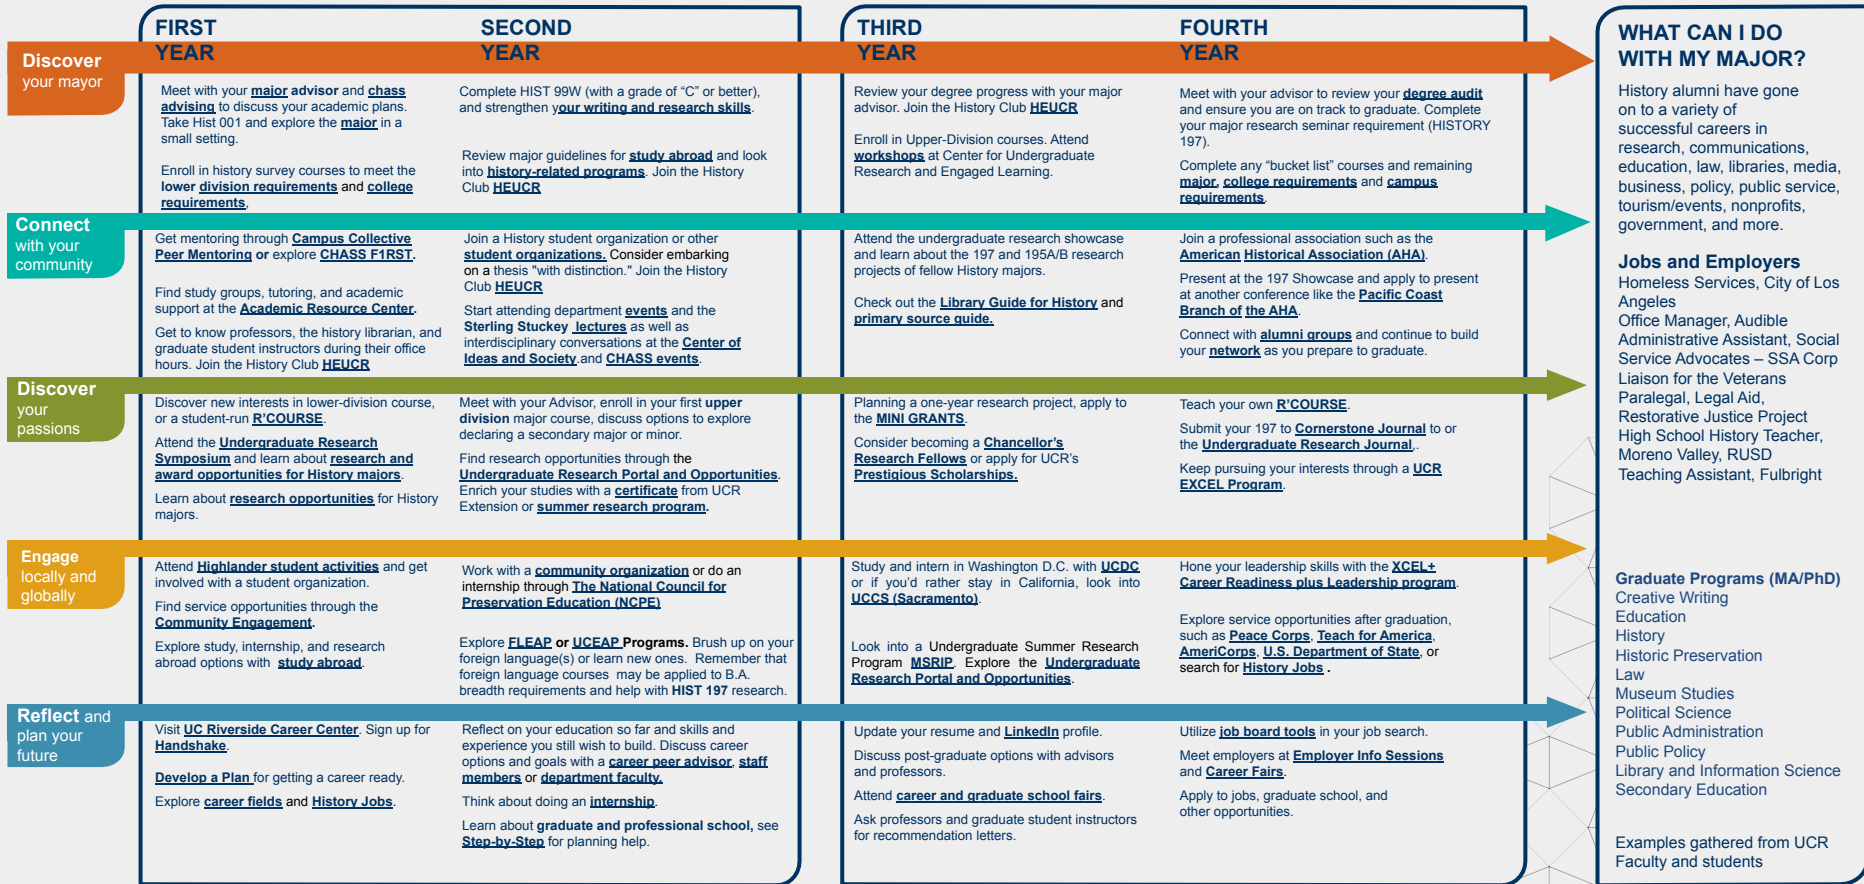 FIRST
YEAR
SECOND
YEAR
THIRD
YEAR
FOURTH
YEAR
Discover
your mayor
Meet with your major advisor and chass
advising to discuss your academic plans.
Take Hist 001 and explore the major in a
small setting.
Enroll in history survey courses to meet the
lower division requirements and college
requirements,
Complete HIST 99W (with a grade of “C” or better),
and strengthen your writing and research skills.
Review major guidelines for study abroad and look
into history-related programs. Join the History
Club HEUCR
Review your degree progress with your major
advisor. Join the History Club HEUCR
Enroll in Upper-Division courses. Attend
workshops at Center for Undergraduate
Research and Engaged Learning.
Meet with your advisor to review your degree audit
and ensure you are on track to graduate. Complete
your major research seminar requirement (HISTORY
197).
Complete any “bucket list” courses and remaining
major, college requirements and campus
requirements.
Connect
with your
community
Get mentoring through Campus Collective
Peer Mentoring or explore CHASS F1RST.
Find study groups, tutoring, and academic
support at the Academic Resource Center.
Get to know professors, the history librarian, and
graduate student instructors during their office
hours. Join the History Club HEUCR
Join a History student organization or other
student organizations. Consider embarking
on a thesis "with distinction." Join the History
Club HEUCR
Start attending department events and the
Sterling Stuckey lectures as well as
interdisciplinary conversations at the Center of
Ideas and Society.and CHASS events.
Attend the undergraduate research showcase
and learn about the 197 and 195A/B research
projects of fellow History majors.
Check out the Library Guide for History and
primary source guide.
Join a professional association such as the
American Historical Association (AHA).
Present at the 197 Showcase and apply to present
at another conference like the Pacific Coast
Branch of the AHA.
Connect with alumni groups and continue to build
your network as you prepare to graduate.
Discover
your
passions
Discover new interests in lower-division course,
or a student-run R’COURSE.
Attend the Undergraduate Research
Symposium and learn about research and
award opportunities for History majors.
Learn about research opportunities for History
majors.
Meet with your Advisor, enroll in your first upper
division major course, discuss options to explore
declaring a secondary major or minor.
Find research opportunities through the
Undergraduate Research Portal and Opportunities.
Enrich your studies with a certificate from UCR
Extension or summer research program.
Planning a one-year research project, apply to
the MINI GRANTS.
Consider becoming a Chancellor’s
Research Fellows or apply for UCR’s
Prestigious Scholarships.
Teach your own R’COURSE.
Submit your 197 to Cornerstone Journal to or
the Undergraduate Research Journal,.
Keep pursuing your interests through a UCR
EXCEL Program.
Engage
locally and
globally
Attend Highlander student activities and get
involved with a student organization.
Find service opportunities through the
Community Engagement.
Explore study, internship, and research
abroad options with study abroad.
Work with a community organization or do an
internship through The National Council for
Preservation Education (NCPE)
Explore FLEAP or UCEAP Programs. Brush up on your
foreign language(s) or learn new ones. Remember that
foreign language courses may be applied to B.A.
breadth requirements and help with HIST 197 research.
Study and intern in Washington D.C. with UCDC
or if you’d rather stay in California, look into
UCCS (Sacramento).
Look into a Undergraduate Summer Research
Program MSRIP. Explore the Undergraduate
Research Portal and Opportunities.
Hone your leadership skills with the XCEL+
Career Readiness plus Leadership program.
Explore service opportunities after graduation,
such as Peace Corps, Teach for America,
AmeriCorps, U.S. Department of State, or
search for History Jobs .
Reflect and
plan your
future
Visit UC Riverside Career Center. Sign up for
Handshake.
Develop a Plan for getting a career ready.
Explore career fields and History Jobs.
Reflect on your education so far and skills and
experience you still wish to build. Discuss career
options and goals with a career peer advisor, staff
members or department faculty.
Think about doing an internship.
Learn about graduate and professional school, see
Step-by-Step for planning help.
Update your resume and LinkedIn profile.
Discuss post-graduate options with advisors
and professors.
Attend career and graduate school fairs.
Ask professors and graduate student instructors
for recommendation letters.
Utilize job board tools in your job search.
Meet employers at Employer Info Sessions
and Career Fairs.
Apply to jobs, graduate school, and
other opportunities.
WHAT CAN I DO
WITH MY MAJOR?
History alumni have gone
on to a variety of
successful careers in
research, communications,
education, law, libraries, media,
business, policy, public service,
tourism/events, nonprofits,
government, and more.
Jobs and Employers
Homeless Services, City of Los
Angeles
Office Manager, Audible
Administrative Assistant, Social
Service Advocates – SSA Corp
Liaison for the Veterans
Paralegal, Legal Aid,
Restorative Justice Project
High School History Teacher,
Moreno Valley, RUSD
Teaching Assistant, Fulbright
Graduate Programs (MA/PhD)
Creative Writing
Education
History
Historic Preservation
Law
Museum Studies
Political Science
Public Administration
Public Policy
Library and Information Science
Secondary Education
Examples gathered from UCR
Faculty and students